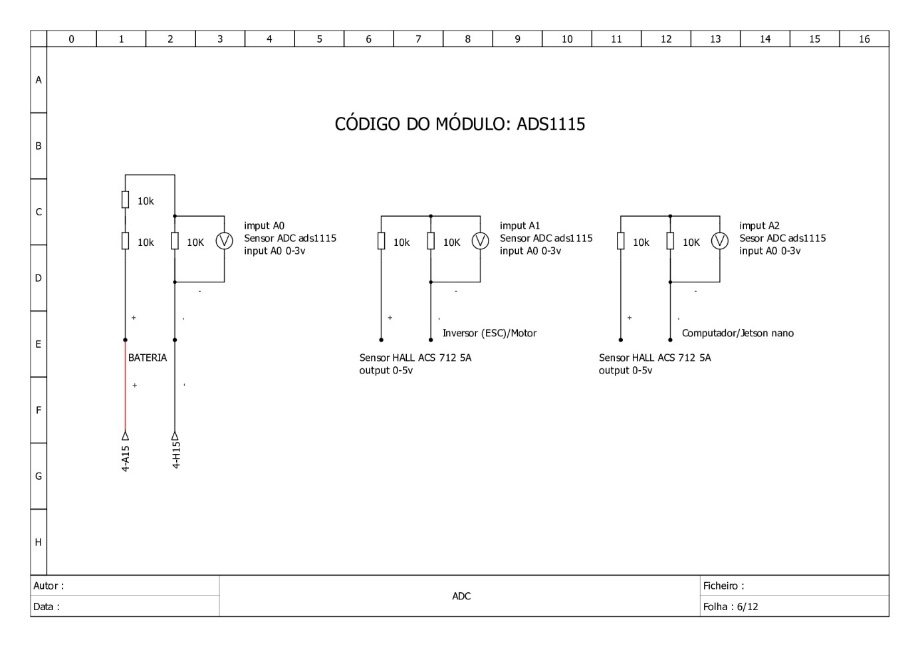 0 1 2 3 4 5 6 7 8 9 10 11 12 13 14 15 16
A
B
C
D
E
F
G
H
CÓDIGO DO MÓDULO: ADS1115
10k
10k
10K
V
imput A0
Sensor ADC ads1115
input A0 0-3v
-
+
BATERIA
+
4-A15
4-H15
10k
10K
V
imput A1
Sensor ADC ads1115
input A0 0-3v
-
+
Inversor (ESC)/Motor
Sensor HALL ACS 712 5A
output 0-5v
10k
10K
V
imput A2
Sesor ADC ads1115
input A0 0-3v
-
+
Computador/Jetson nano
Sensor HALL ACS 712 5A
output 0-5v
Autor :
Data :
ADC
Ficheiro :
Folha : 6/12